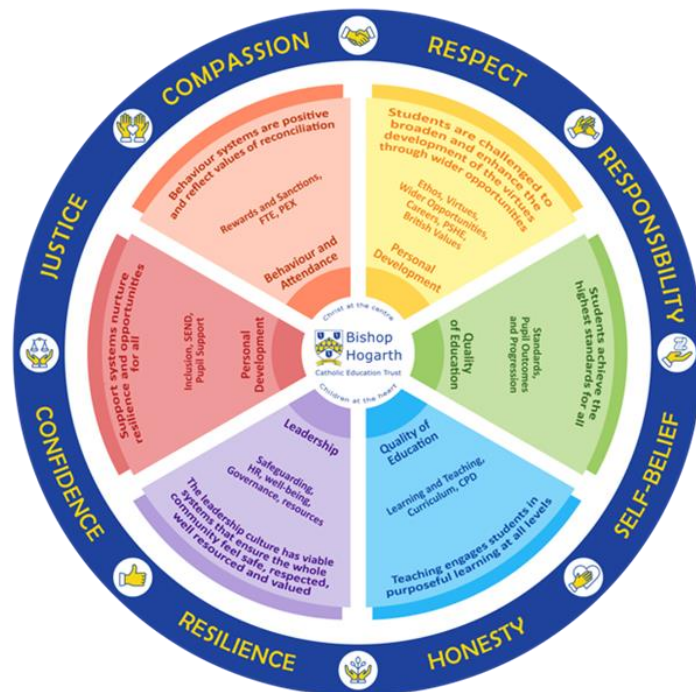 COMPASSION
RESPECT
RESPONSIBILITY
SELF-BELIEF
HONESTY
RESILIENCE
CONFIDENCE
JUSTICE
Behaviour systems are positive
and reflect values of reconciliation
Rewards and Sanctions,
FTE, PEX
Behaviour and
Attendance
Students are challenged to
broaden and enhance the
development of the virtues
through wider opportunities
Ethos, Virtues,
Wider Opportunities,
Careers, PSHE,
British Values
Personal
Development
Students achieve the
highest standards for all
Standards,
Pupil Outcomes
and Progression
Quality
of Education
Teaching engages students in
purposeful learning at all levels
Learning and Teaching,
Curriculum, CPD
Quality of
Education
The leadership culture has viable
systems that ensure the whole
community feel safe, respected,
well resourced and valued
Safeguarding,
HR, well-being,
Governance, resources
Leadership
Support systems nurture
resilience and opportunities
for all
Inclusion, SEND,
Pupil Support
Personal
Development
Christ at the centre
Bishop
Hogarth
Catholic Education Trust
Children at the heart